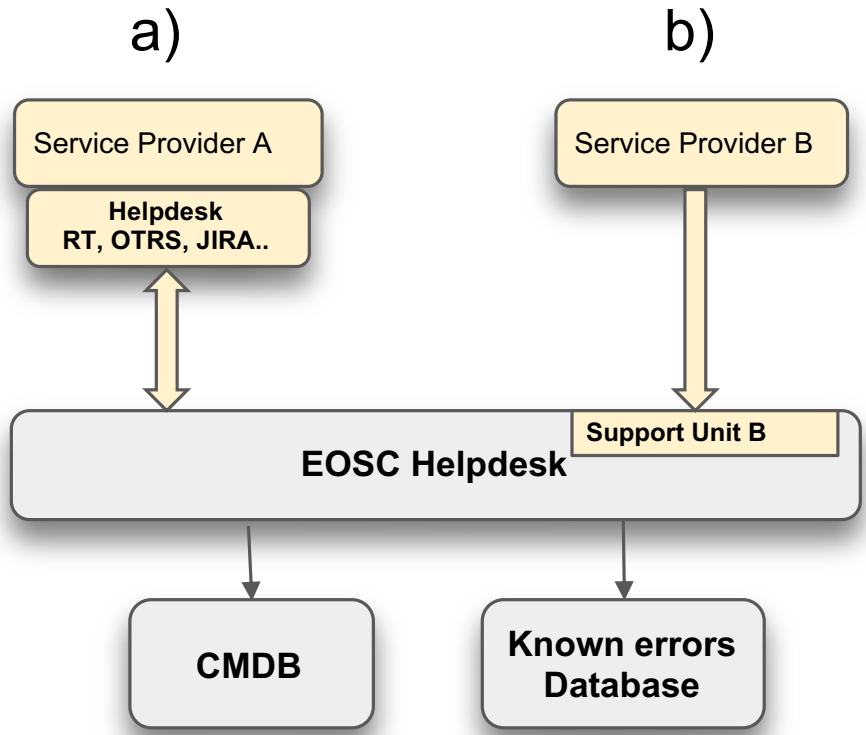 a)
b)
Service Provider A
Service Provider B
Helpdesk
RT, OTRS, JIRA..
Support Unit B
EOSC Helpdesk
CMDB
Known errors
Database